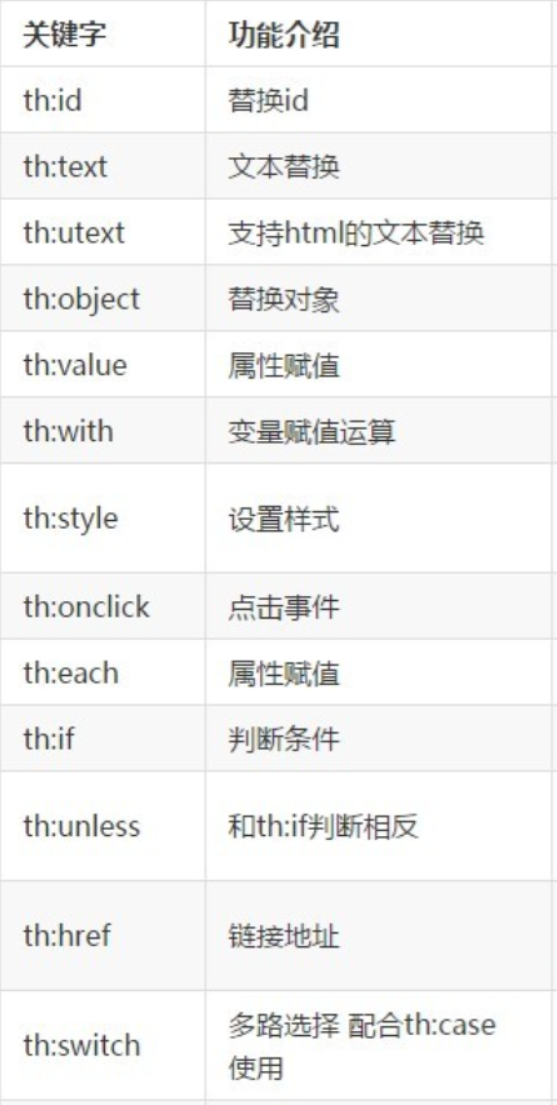 关键字 功能介绍
th:id 替换id
th:text 文本替换
th:utext 支持html的文本替换
th:object 替换对象
th:value 属性赋值
th:with 变量赋值运算
th:style 设置样式
th:onclick 点击事件
th:each 属性赋值
th:if 判断条件
th:unless 和th:if判断相反
th:href 链接地址
th:switch 多路选择 配合th:case
使用